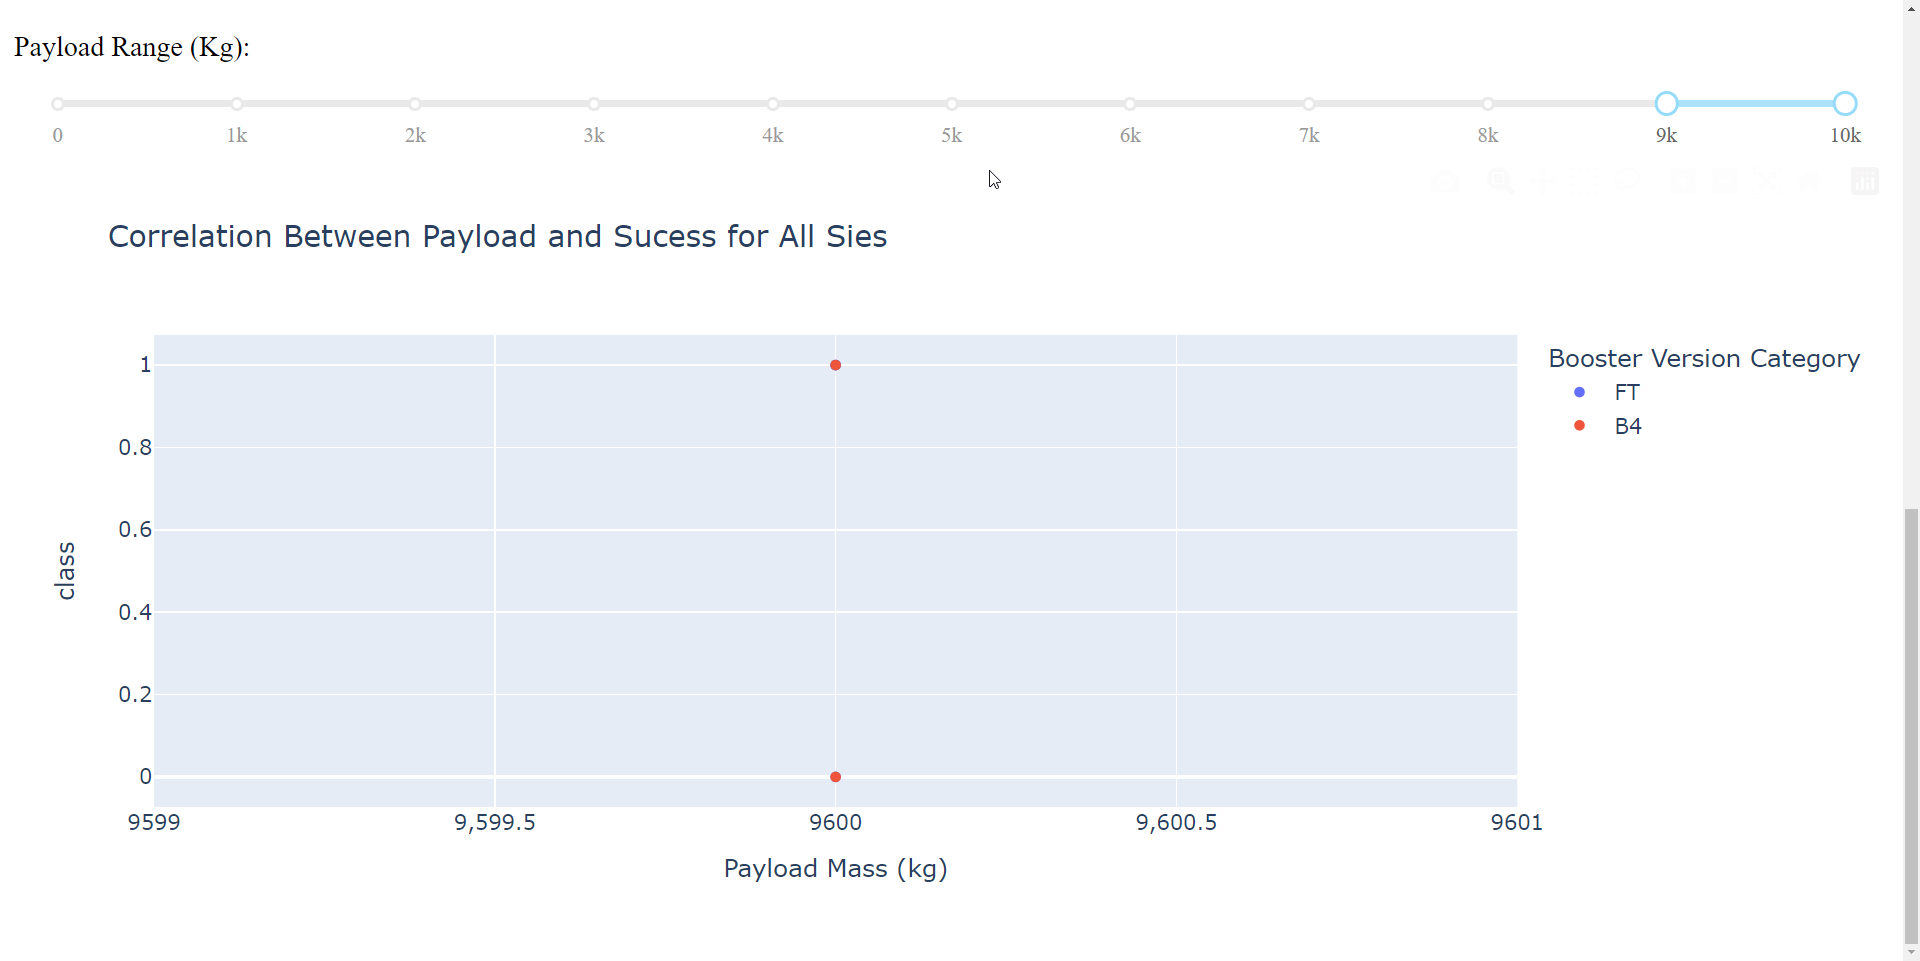 Payload Range (Kg):
0 1k 2k 3k 4k 5k 6k 7k 8k 9k 10k
Correlation Between Payload and Sucess for All Sies
Booster Version Category
FT
B4
1
0.8
0.6
0.4
0.2
0
class
9599 9,599.5 9600 9,600.5 9601
Payload Mass (kg)